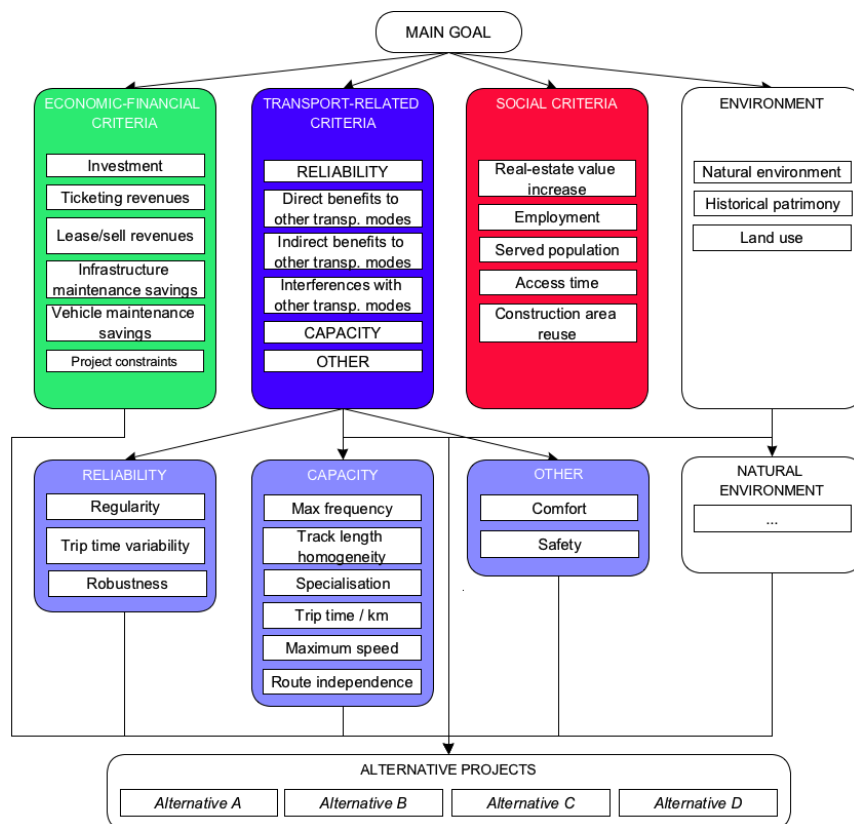 MAIN GOAL
ECONOMIC-FINANCIAL
CRITERIA
Investment
Ticketing revenues
Lease/sell revenues
Infrastructure
maintenance savings
Vehicle maintenance
savings
Project constraints
TRANSPORT-RELATED
CRITERIA
RELIABILITY
Direct benefits to
other transp. modes
Indirect benefits to
other transp. modes
Interferences with
other transp. modes
CAPACITY
OTHER
SOCIAL CRITERIA
Real-estate value
increase
Employment
Served population
Access time
Construction area
reuse
ENVIRONMENT
Natural environment
Historical patrimony
Land use
RELIABILITY
Regularity
Trip time variability
Robustness
CAPACITY
Max frequency
Track length
homogeneity
Specialisation
Trip time / km
Maximum speed
Route independence
OTHER
Comfort
Safety
NATURAL
ENVIRONMENT
...
ALTERNATIVE PROJECTS
Alternative A
Alternative B
Alternative C
Alternative D